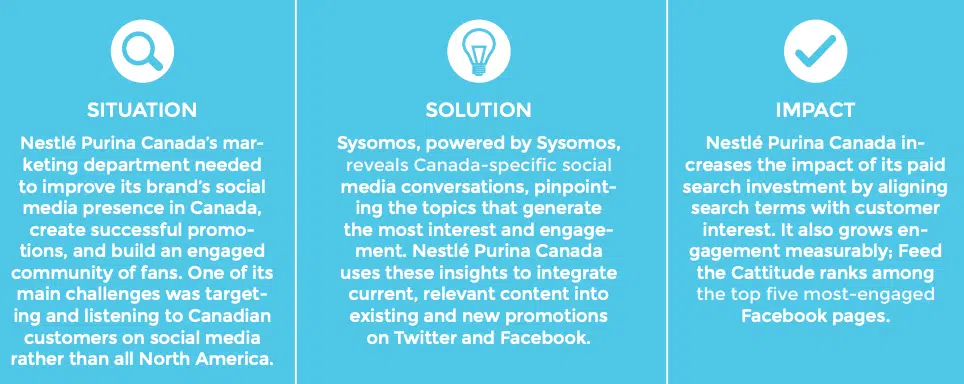 SITUATION
Nestlé Purina Canada's mar-
keting department needed
to improve its brand's social
media presence in Canada,
create successful promo-
tions, and build an engaged
community of fans. One of its
main challenges was target-
ing and listening to Canadian
customers on social media
rather than all North America.
SOLUTION
Sysomos, powered by Sysomos,
reveals Canada-specific social
media conversations, pinpoint-
ing the topics that generate
the most interest and engage-
ment. Nestlé Purina Canada
uses these insights to integrate
current, relevant content into
existing and new promotions
on Twitter and Facebook.
IMPACT
Nestlé Purina Canada in-
creases the impact of its paid
search investment by aligning
search terms with customer
interest. It also grows en-
gagement measurably; Feed
the Cattitude ranks among
the top five most-engaged
Facebook pages.